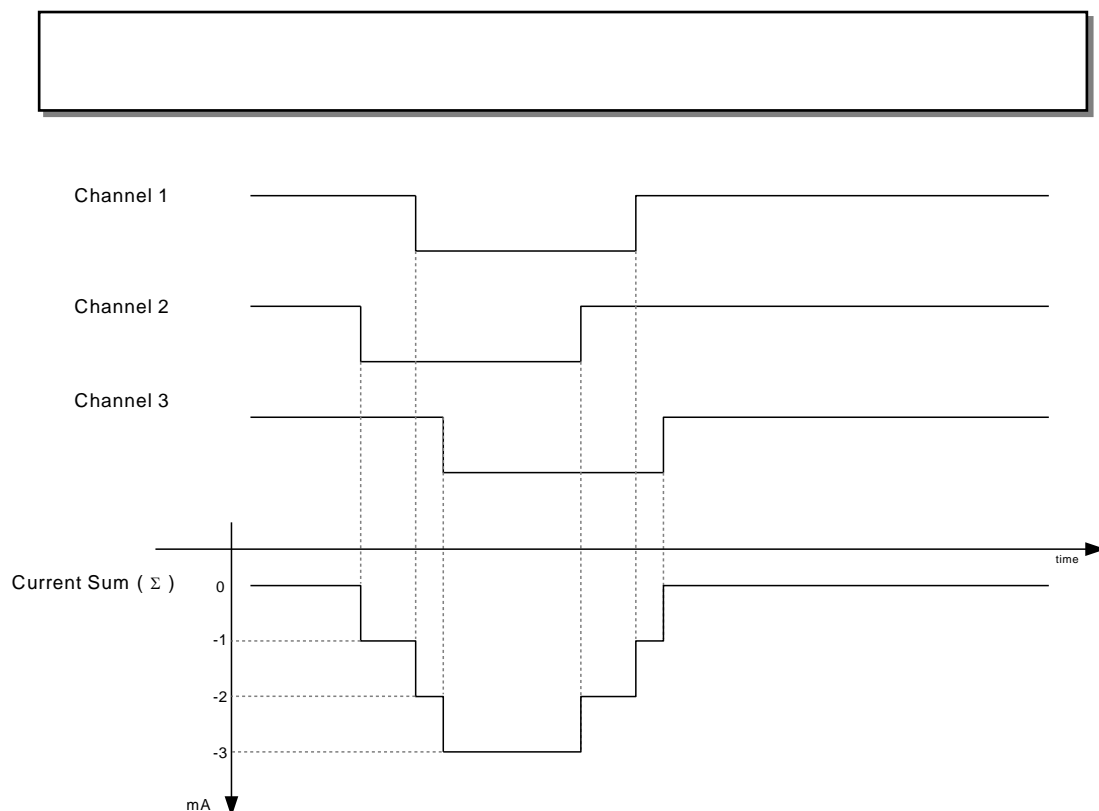 Channel 1
Channel 2
Channel 3
time
Current Sum ( Σ )
0
-1
-2
-3
mA